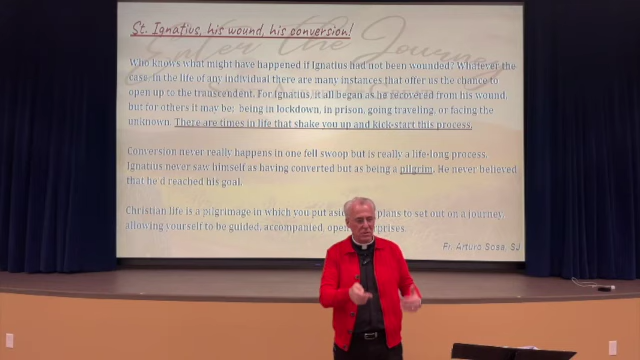 St. Ignatius, his wound, his conversion!
Enter the Journey
Who knows what might have happened if Ignatius had not been wounded? Whatever the
case, in the life of any individual there are many instances that offer us the chance to
open up to the transcendent. For Ignatius, it all began as he recovered from his wound,
but for others it may be: being in lockdown, in prison, going traveling, or facing the
unknown. There are times in life that shake you up and kick-start this process.
Conversion never really happens in one fell swoop but is really a life-long process.
Ignatius never saw himself as having converted but as being a pilgrim. He never believed
that he'd reached his goal.
Christian life is a pilgrimage in which you put plans to set out on a journey,
allowing yourself to be guided, accompanied,
Fr. Arturo Sosa, SJ